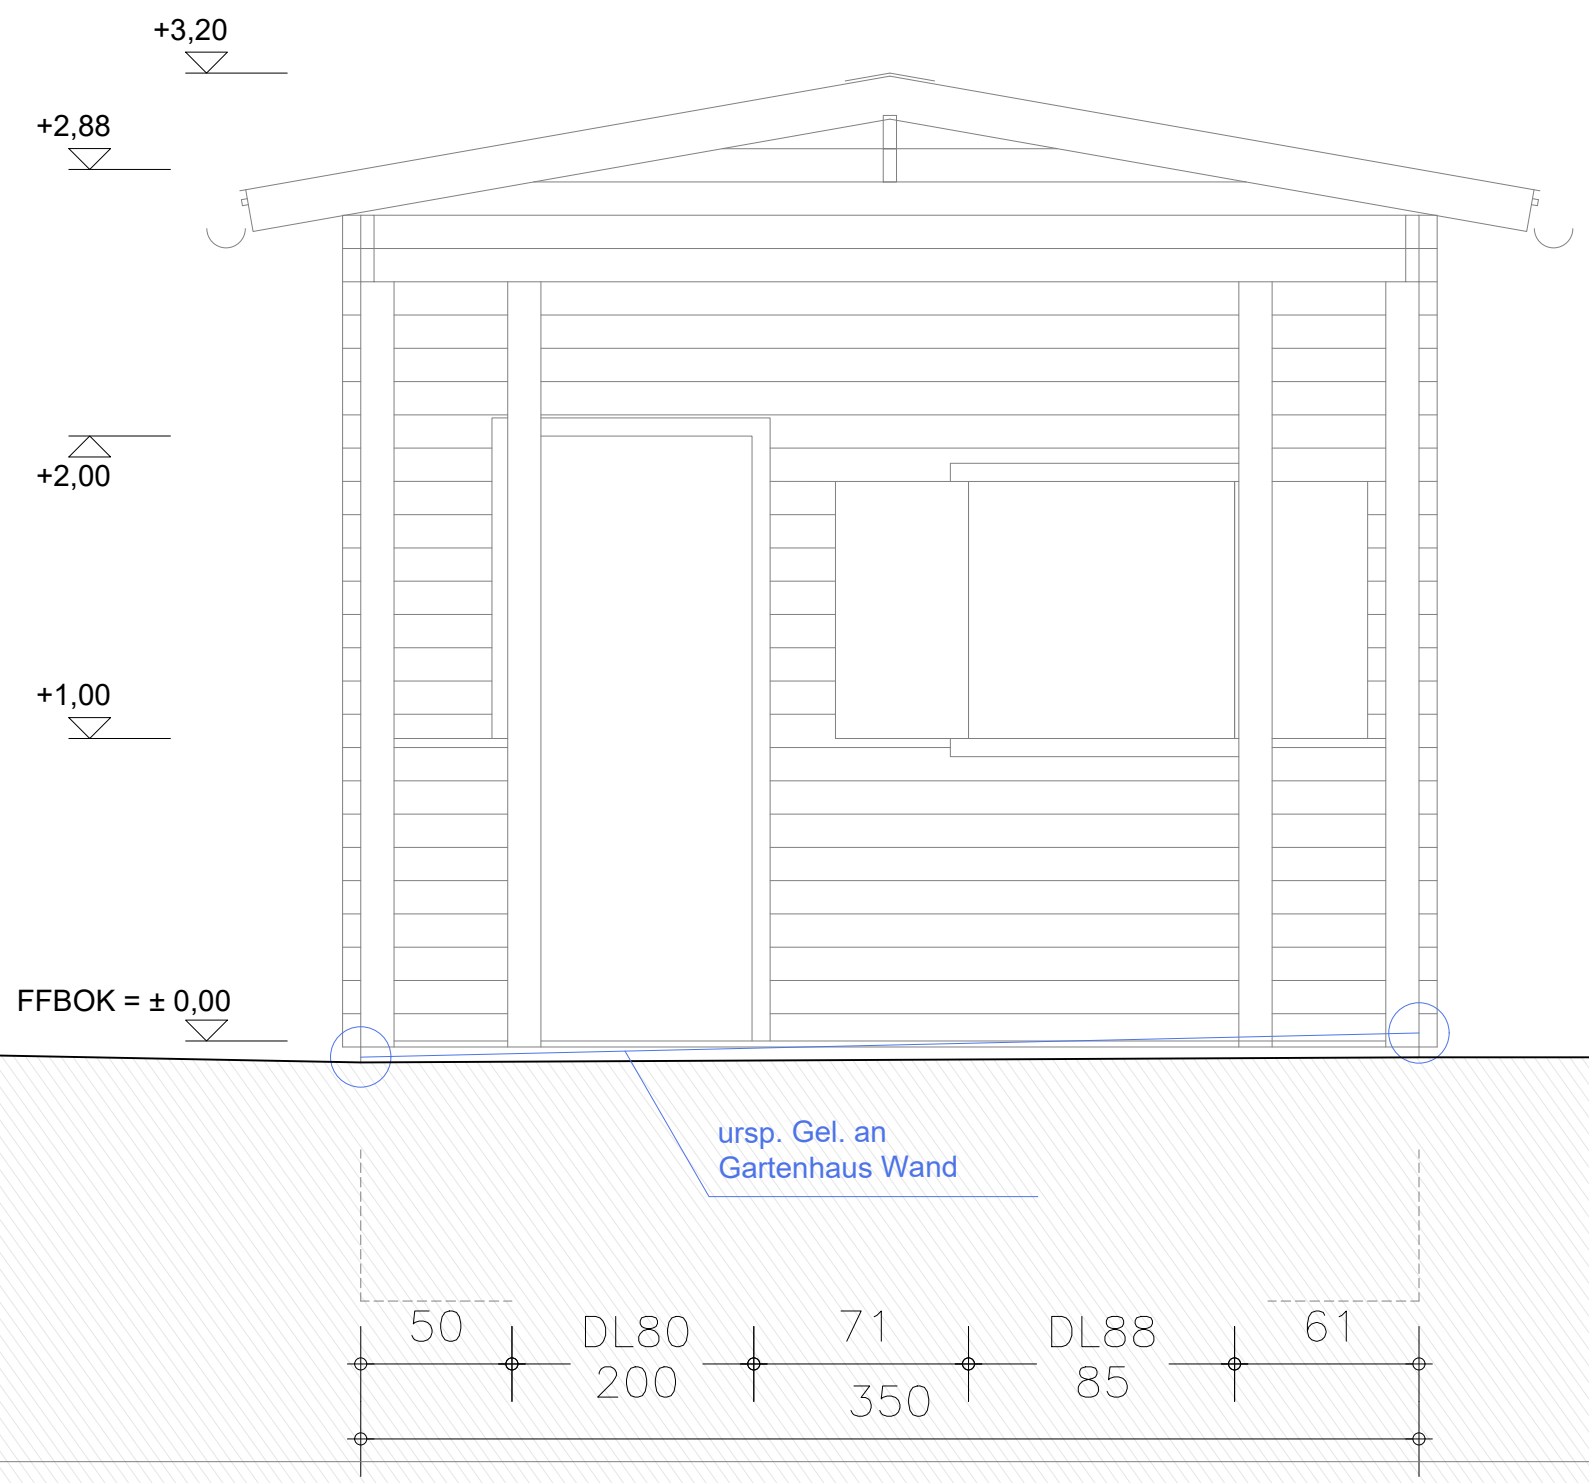 +3,20
+2,88
+2,00
+1,00
FFBOK = ± 0,00
ursp. Gel. an
Gartenhaus Wand
50 DL80 71 DL88 61
200 85
350